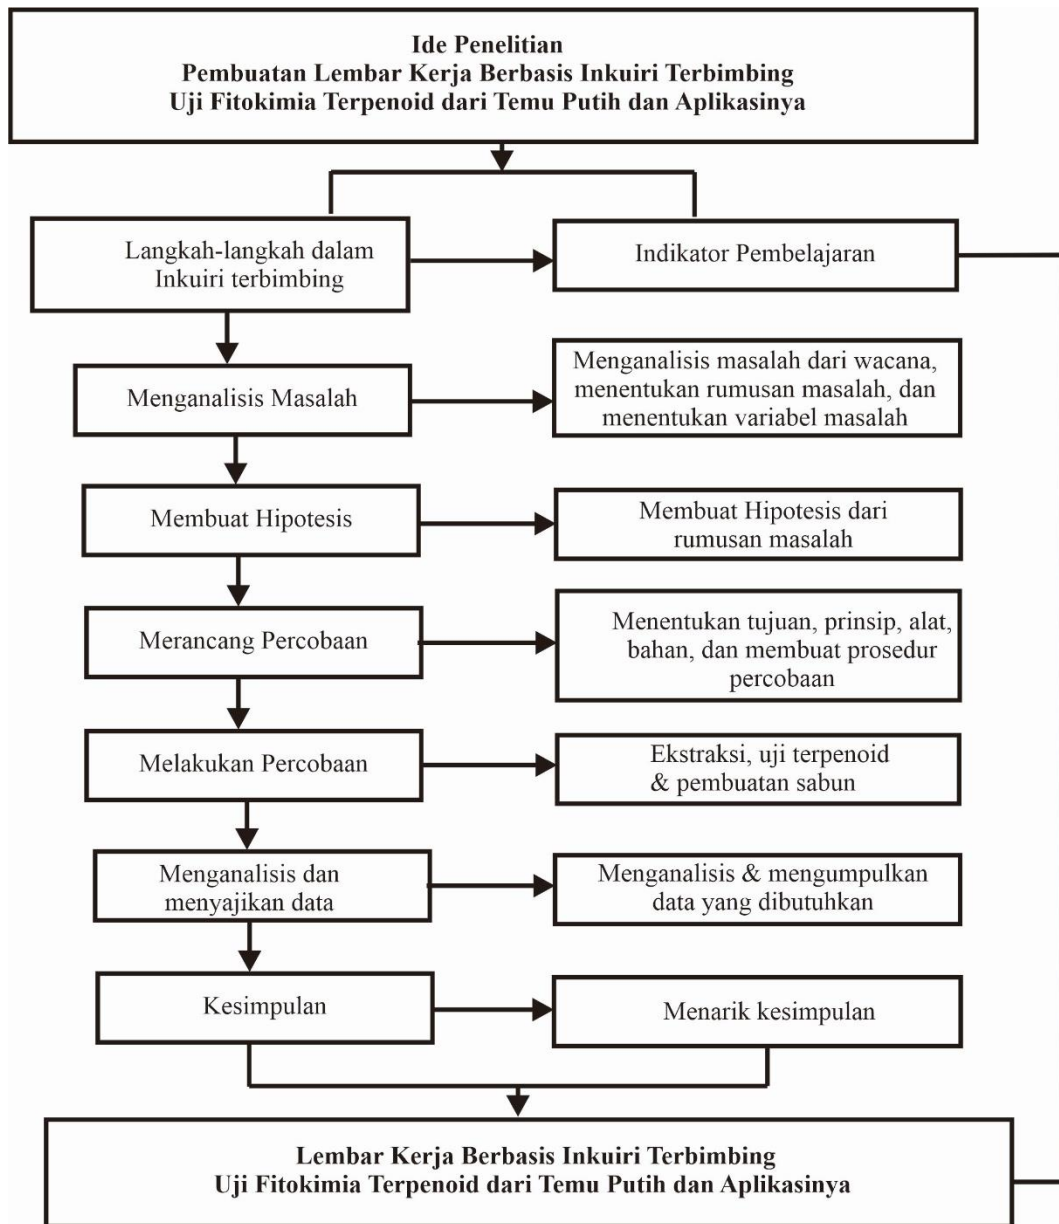 Ide Penelitian
Pembuatan Lembar Kerja Berbasis Inkuiri Terbimbing
Uji Fitokimia Terpenoid dari Temu Putih dan Aplikasinya
Langkah-langkah dalam
Inkuiri terbimbing
Indikator Pembelajaran
Menganalisis Masalah
Menganalisis masalah dari wacana,
menentukan rumusan masalah, dan
menentukan variabel masalah
Membuat Hipotesis
Membuat Hipotesis dari
rumusan masalah
Merancang Percobaan
Menentukan tujuan, prinsip, alat,
bahan, dan membuat prosedur
percobaan
Melakukan Percobaan
Ekstraksi, uji terpenoid
& pembuatan sabun
Menganalisis dan
menyajikan data
Menganalisis & mengumpulkan
data yang dibutuhkan
Kesimpulan
Menarik kesimpulan
Lembar Kerja Berbasis Inkuiri Terbimbing
Uji Fitokimia Terpenoid dari Temu Putih dan Aplikasinya